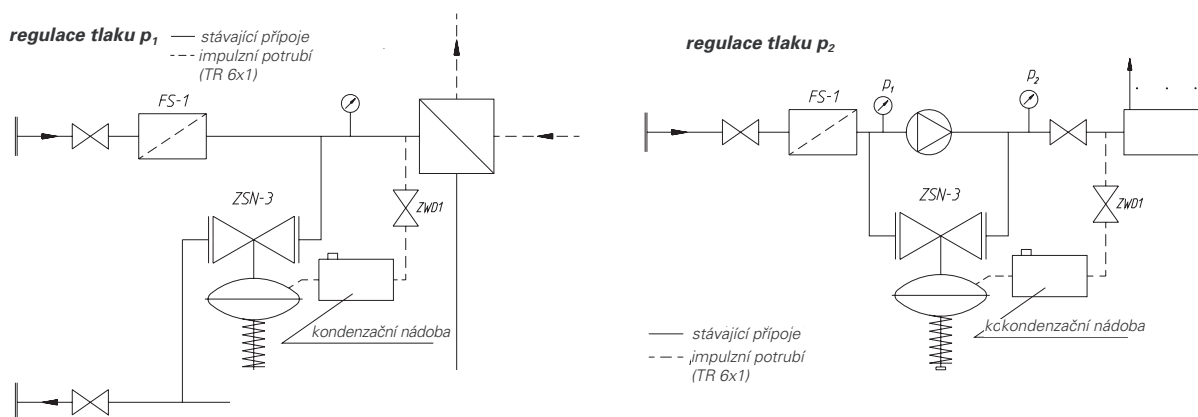 regulace tlaku p1
stávající přípoje
impulzní potrubí
(TR 6x1)
FS-1
ZSN-3
ZWD1
kondenzační nádoba
regulace tlaku p2
FS-1
p1
p2
ZSN-3
ZWD1
kokondenzační nádoba
stávající přípoje
impulzní potrubí
(TR 6x1)